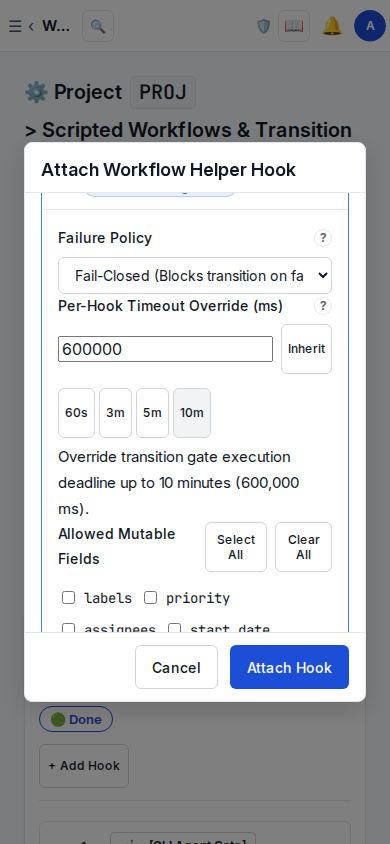 W...
A
Project PROJ
> Scripted Workflows & Transition
Attach Workflow Helper Hook
Failure Policy ?
Fail-Closed (Blocks transition on fa
Per-Hook Timeout Override (ms) ?
600000
Inherit
60s 3m 5m 10m
Override transition gate execution
deadline up to 10 minutes (600,000
ms).
Allowed Mutable
Fields
Select
All
Clear
All
labels priority
assignees start_date
Cancel Attach Hook
Done
+ Add Hook